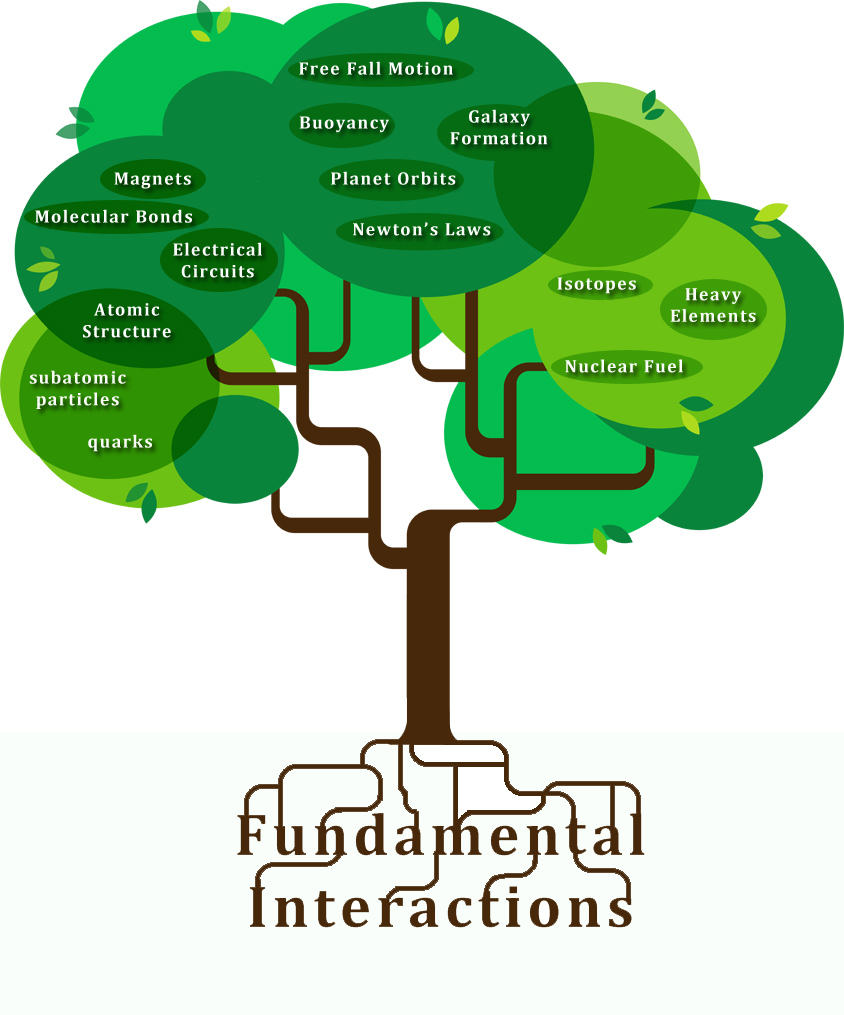 Free Fall Motion
Buoyancy
Galaxy
Formation
Magnets
Planet Orbits
Molecular Bonds
Newton’s Laws
Electrical
Circuits
Isotopes
Heavy
Elements
Atomic
Structure
Nuclear Fuel
subatomic
particles
quarks
Fundamental
Interactions